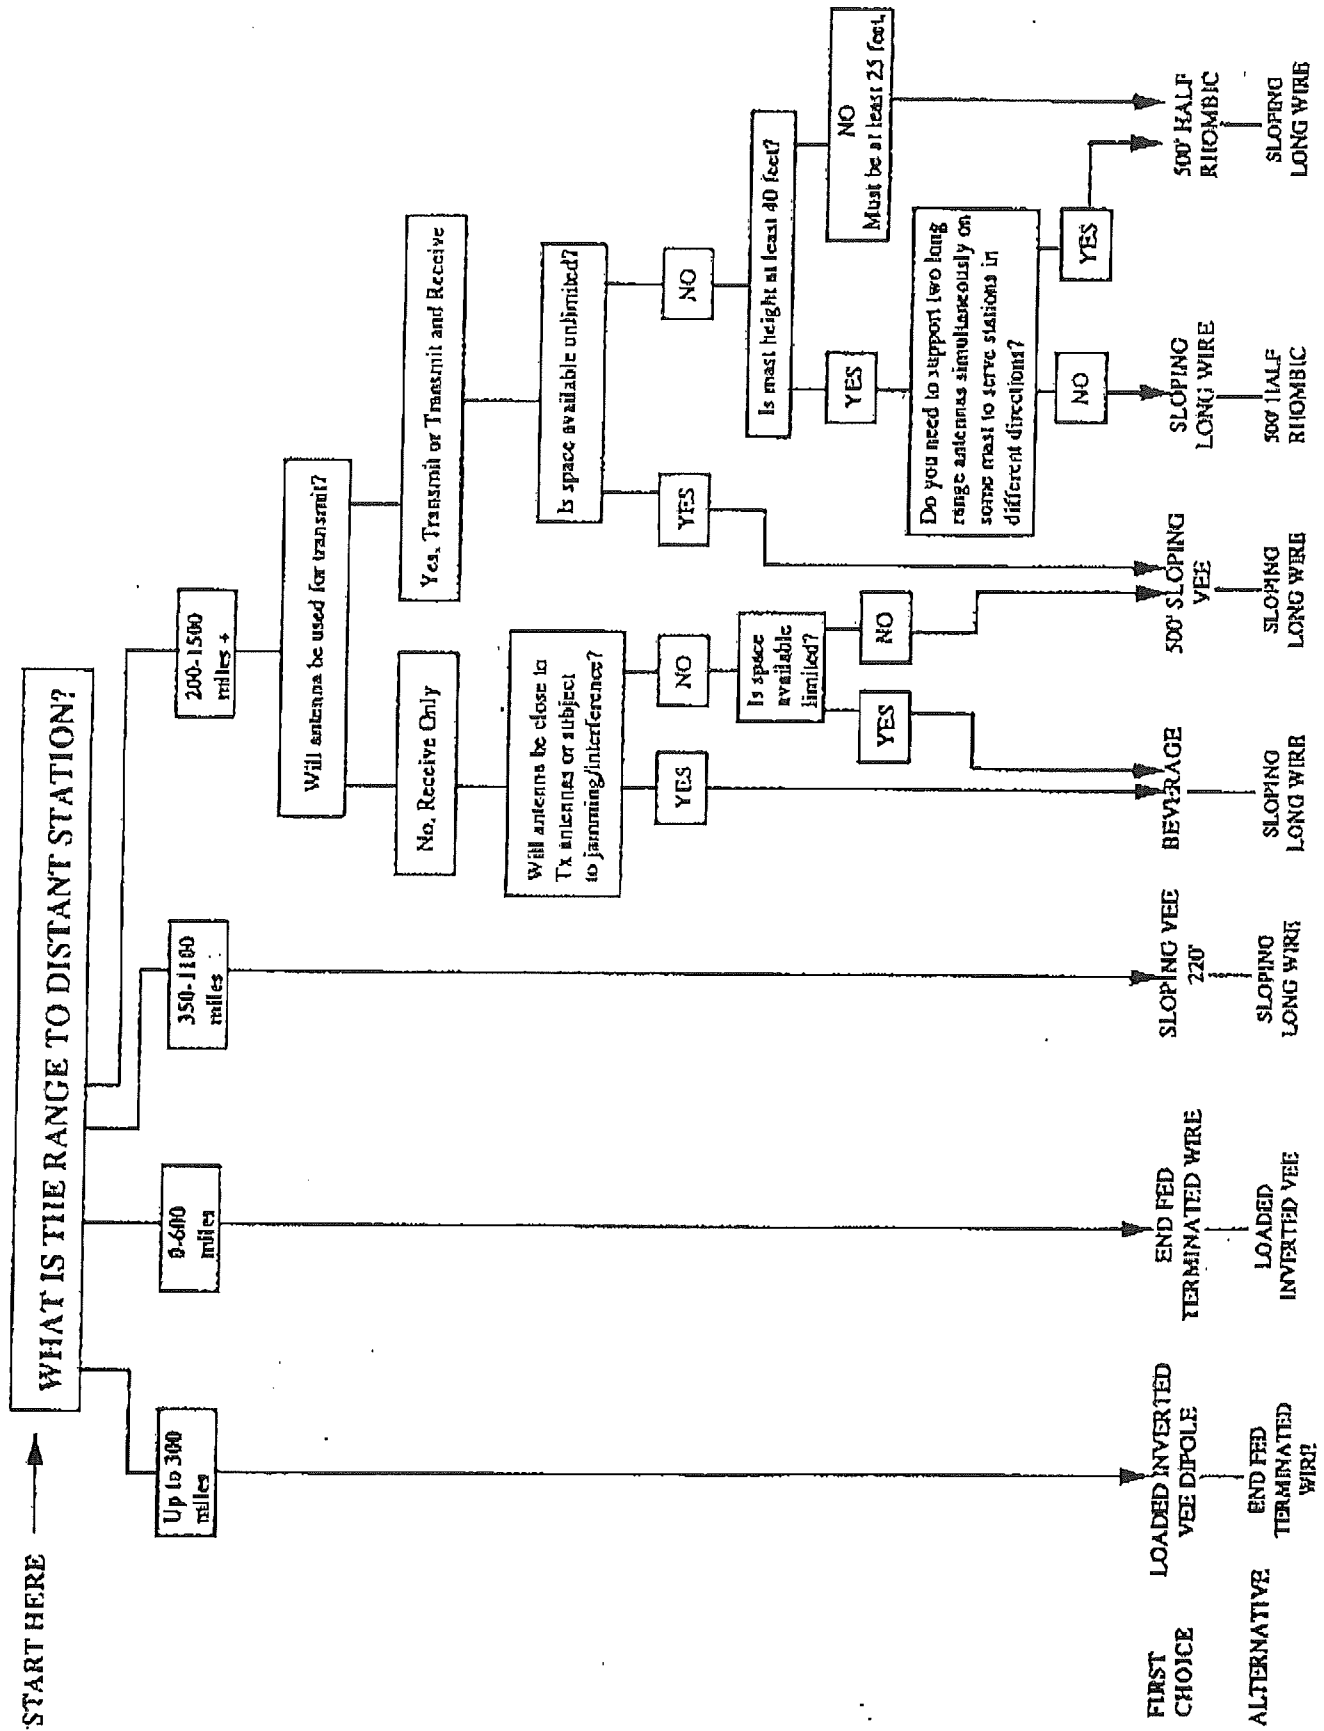 START HERE
WHAT IS THE RANGE TO DISTANT STATION?
Up to 300
miles
0-600
miles
350-1100
miles
200-1500
miles +
Will antenna be used for transmit?
No, Receive Only
Yes, Transmit or Transmit and Receive
Will antenna be close to
Tx antennas or subject
to jamming/interference?
YES
NO
Is space
available
limited?
YES
NO
Is space available unlimited?
YES
NO
Is mast height at least 40 feet?
YES
NO
Must be at least 25 feet.
Do you need to support two long
range antennas simultaneously on
some mast to serve stations in
different directions?
NO
YES
FIRST
CHOICE
LOADED INVERTED
VEE DIPOLE
END FED
TERMINATED WIRE
SLOPING VEE
220'
BEVERAGE
500' SLOPING
VEE
SLOPING
LONG WIRE
500' HALF
RHOMBIC
ALTERNATIVE
END FED
TERMINATED
WIRE
LOADED
INVERTED VEE
SLOPING
LONG WIRE
SLOPING
LONG WIRE
SLOPING
LONG WIRE
500' HALF
RHOMBIC
SLOPING
LONG WIRE